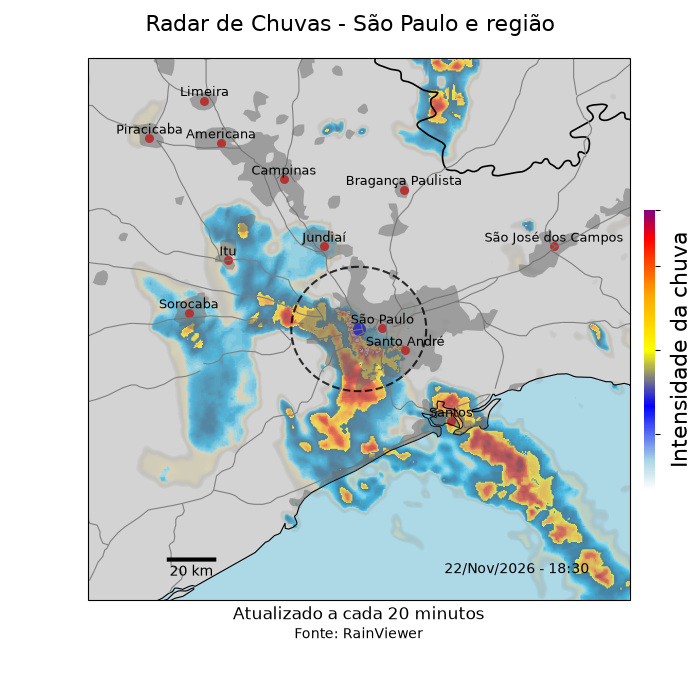 Radar de Chuvas - São Paulo e região
Limeira
Piracicaba
Americana
Campinas
Bragança Paulista
Jundiaí
São José dos Campos
Itu
Sorocaba
São Paulo
Santo André
Santos
Intensidade da chuva
20 km
22/Nov/2026 - 18:30
Atualizado a cada 20 minutos
Fonte: RainViewer